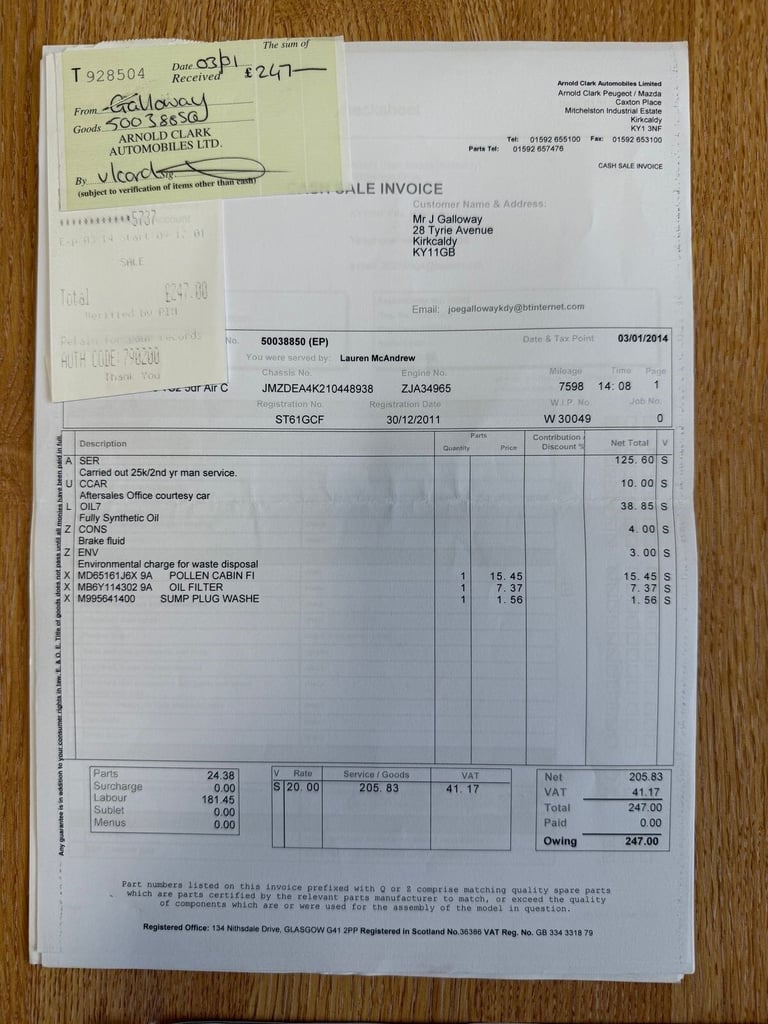 The sum of
T 928504
Date 03/01
Received £247—
From Galloway
Goods 50038850
ARNOLD CLARK
AUTOMOBILES LTD.
By
(subject to verification of items other than cash)
************5737
SALE
Total £247.00
Verified by PIN
Retain for your records
AUTH CODE:798200
Thank You
Arnold Clark Automobiles Limited
Arnold Clark Peugeot / Mazda
Caxton Place
Mitchelston Industrial Estate
Kirkcaldy
KY1 3NF
Tel: 01592 655100 Fax: 01592 653100
Parts Tel: 01592 657476
CASH SALE INVOICE
CASH SALE INVOICE
Customer Name & Address:
Mr J Galloway
28 Tyrie Avenue
Kirkcaldy
KY11GB
Email: joegallowaykdy@btinternet.com
No. 50038850 (EP) Date & Tax Point 03/01/2014
You were served by: Lauren McAndrew
Chassis No. Engine No. Mileage Time Page
5dr Air C JMZDEA4K210448938 ZJA34965 7598 14:08 1
Registration No. Registration Date W.I.P. No Job No.
ST61GCF 30/12/2011 W 30049 0
Description Parts Quantity Price Contribution Discount % Net Total V
A SER 125.60 S
Carried out 25k/2nd yr man service.
U CCAR 10.00 S
Aftersales Office courtesy car
L OIL7 38.85 S
Fully Synthetic Oil
Z CONS 4.00 S
Brake fluid
Z ENV 3.00 S
Environmental charge for waste disposal
X MD65161J6X 9A POLLEN CABIN FI 1 15.45 15.45 S
X MB6Y114302 9A OIL FILTER 1 7.37 7.37 S
X M995641400 SUMP PLUG WASHE 1 1.56 1.56 S
Any guarantee is in addition to your consumer rights in law. E. & O. E. Title of goods does not pass until all monies have been paid in full.
Parts 24.38
Surcharge 0.00
Labour 181.45
Sublet 0.00
Menus 0.00
V Rate Service / Goods VAT
S 20.00 205.83 41.17
Net 205.83
VAT 41.17
Total 247.00
Paid 0.00
Owing 247.00
Part numbers listed on this invoice prefixed with Q or Z comprise matching quality spare parts
which are parts certified by the relevant parts manufacturer to match, or exceed the quality
of components which are or were used for the assembly of the model in question.
Registered Office: 134 Nithsdale Drive, GLASGOW G41 2PP Registered in Scotland No.36386 VAT Reg. No. GB 334 3318 79